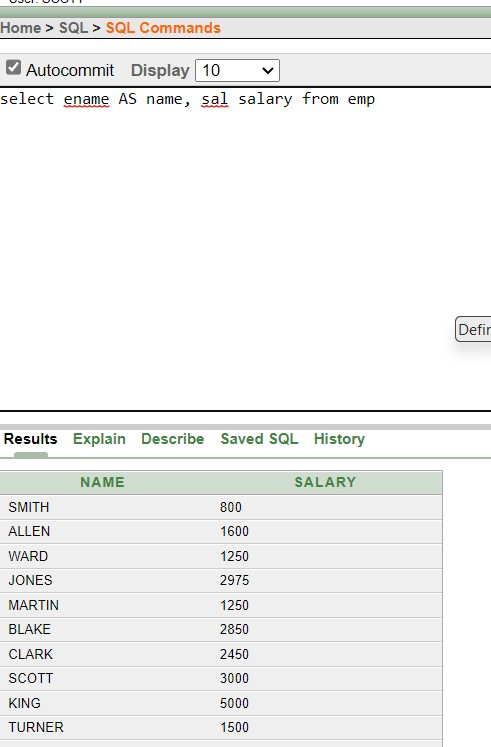 Home > SQL > SQL Commands
Autocommit Display 10
select ename AS name, sal salary from emp
Results Explain Describe Saved SQL History
NAME SALARY
SMITH 800
ALLEN 1600
WARD 1250
JONES 2975
MARTIN 1250
BLAKE 2850
CLARK 2450
SCOTT 3000
KING 5000
TURNER 1500